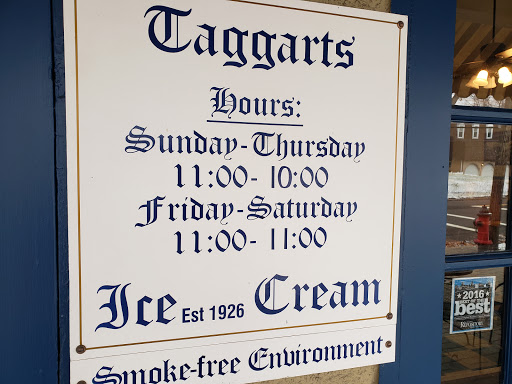 Taggarts
Hours:
Sunday-Thursday
11:00- 10:00
Friday-Saturday
11:00- 11:00
Ice Est 1926 Cream
Smoke-free Environment
2016
best